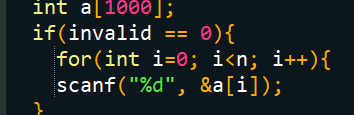 int a[1000];
if(invalid == 0){
for(int i=0; i<n; i++){
scanf("%d", &a[i]);
}